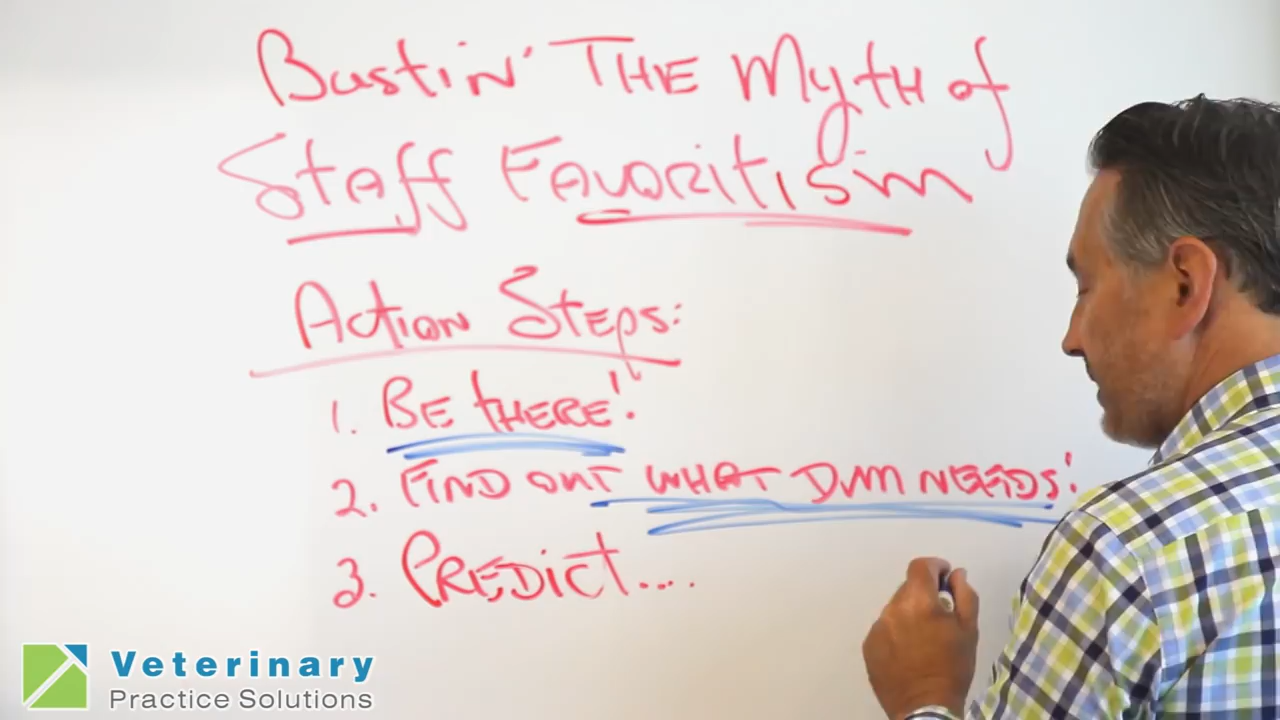 Bustin' THE Myth of
Staff Favoritism
Action Steps:
1. BE tHERE!
2. FIND OUT WHAT DVM NEEDS!
3. PREDict....
Veterinary
Practice Solutions